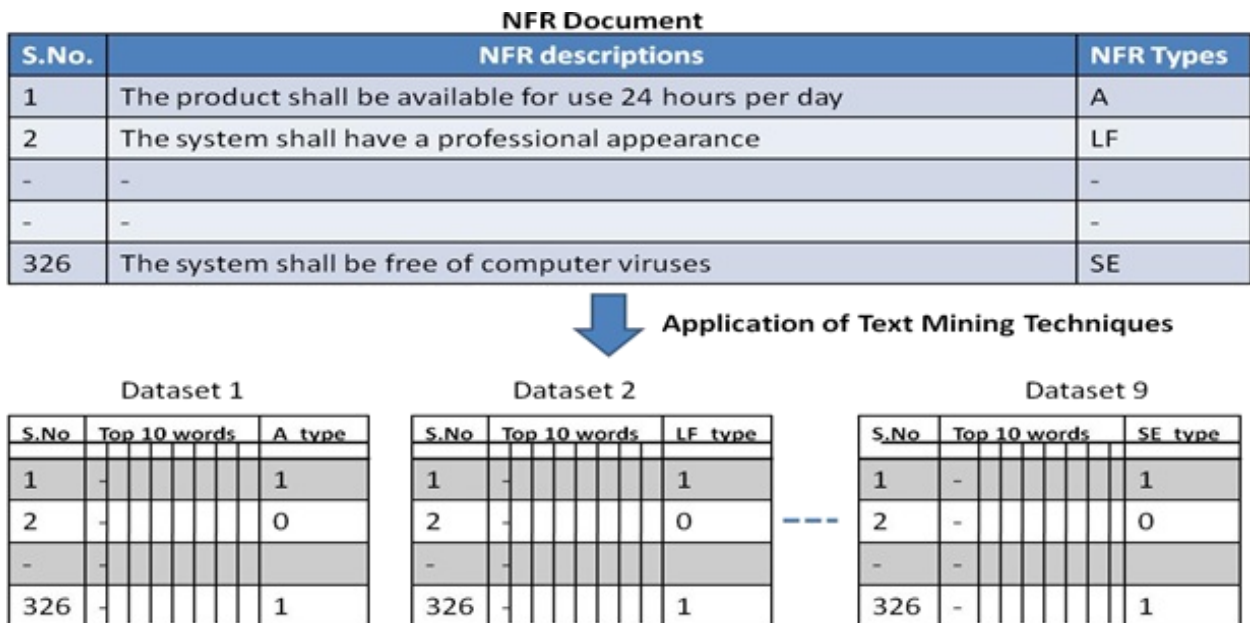 NFR Document
S.No. NFR descriptions NFR Types
1 The product shall be available for use 24 hours per day A
2 The system shall have a professional appearance LF
- - -
- - -
326 The system shall be free of computer viruses SE
Application of Text Mining Techniques
Dataset 1 Dataset 2 Dataset 9
S.No Top 10 words A type S.No Top 10 words LF type S.No Top 10 words SE type
1 - 1 1 - 1 1 - 1
2 - 0 2 - 0 2 - 0
- - - - - -
326 - 1 326 - 1 326 - 1